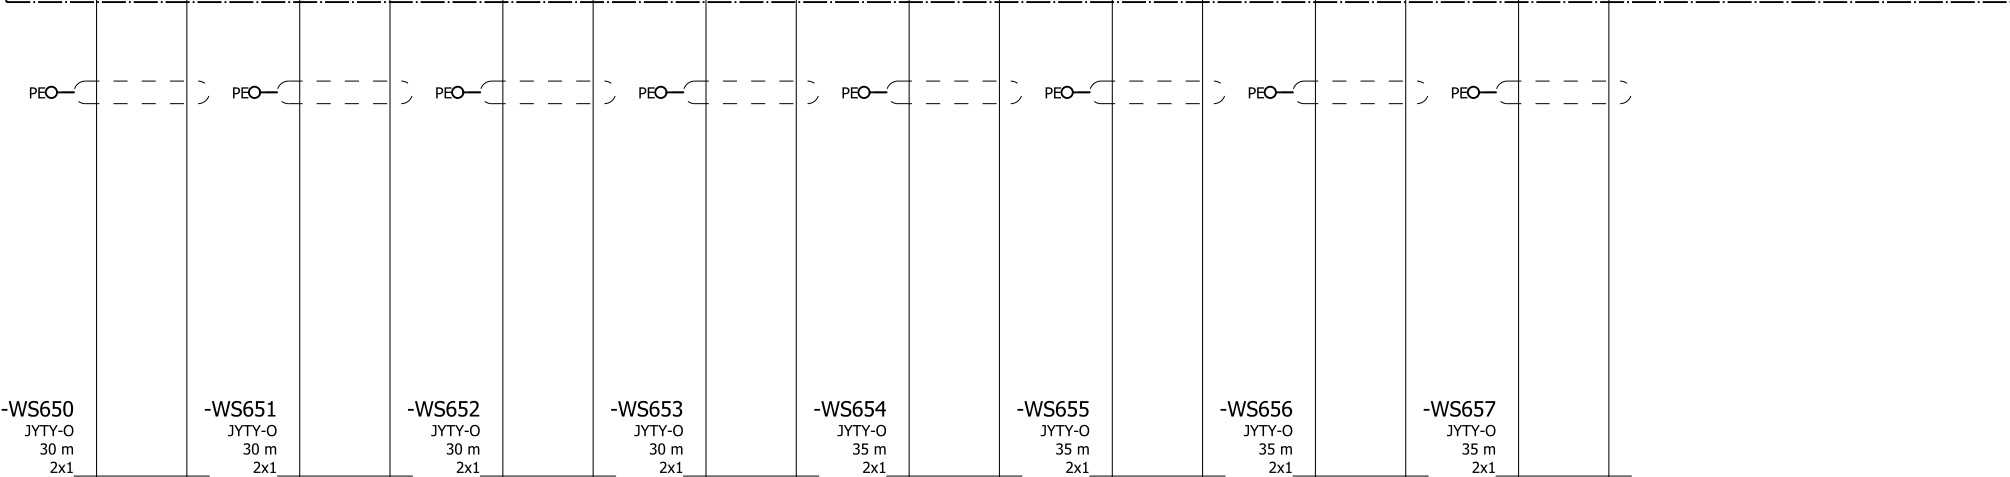 PE PE PE PE PE PE PE PE
-WS650 -WS651 -WS652 -WS653 -WS654 -WS655 -WS656 -WS657
JYTY-O JYTY-O JYTY-O JYTY-O JYTY-O JYTY-O JYTY-O JYTY-O
30 m 30 m 30 m 30 m 35 m 35 m 35 m 35 m
2x1 2x1 2x1 2x1 2x1 2x1 2x1 2x1